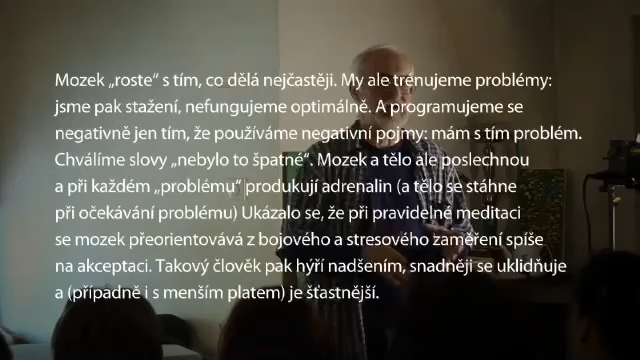 Mozek „roste“ s tím, co dělá nejčastěji. My ale trénujeme problémy:
jsme pak stažení, nefungujeme optimálně. A programujeme se
negativně jen tím, že používáme negativní pojmy: mám s tím problém.
Chválíme slovy „nebylo to špatné“. Mozek a tělo ale poslechnou
a při každém „problému“ produkují adrenalin (a tělo se stáhne
při očekávání problému) Ukázalo se, že při pravidelné meditaci
se mozek přeorientovává z bojového a stresového zaměření spíše
na akceptaci. Takový člověk pak hýří nadšením, snadněji se uklidňuje
a (případně i s menším platem) je šťastnější.